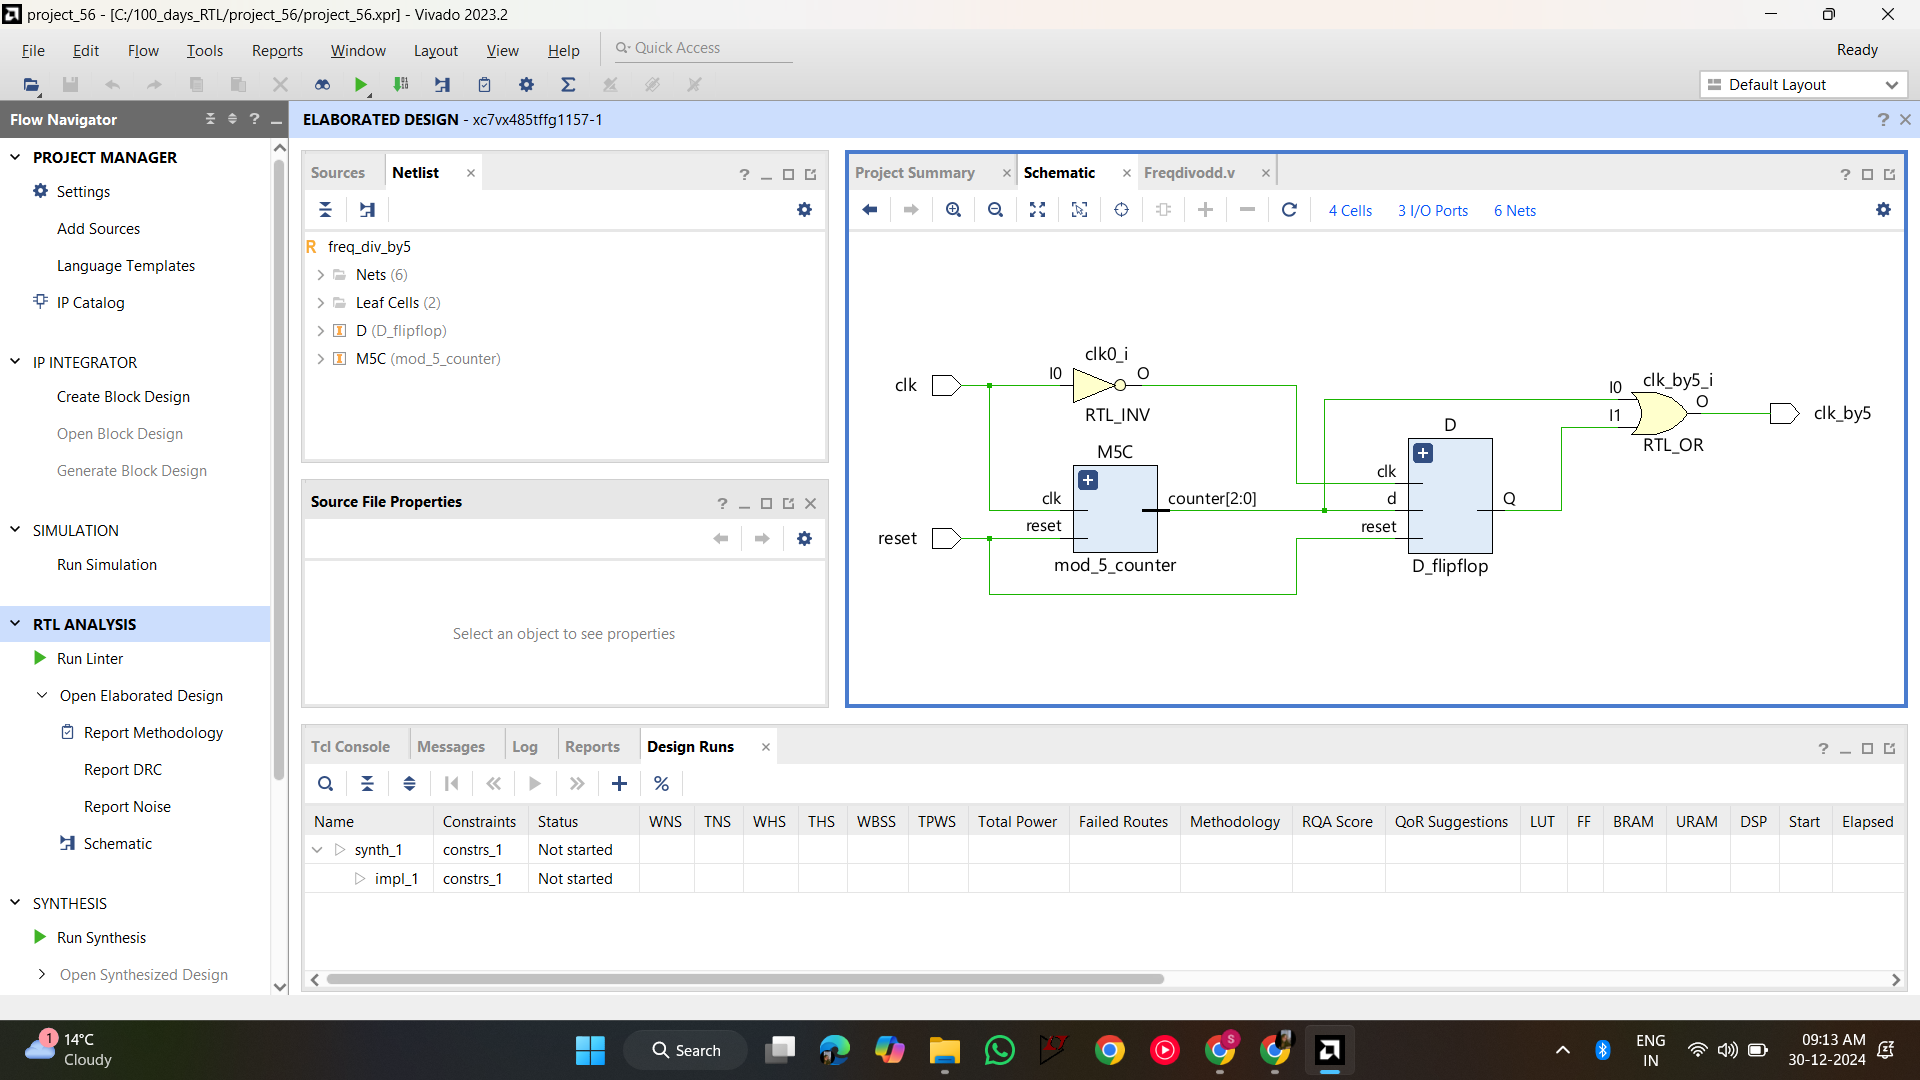 project_56 - [C:/100_days_RTL/project_56/project_56.xpr] - Vivado 2023.2
File Edit Flow Tools Reports Window Layout View Help
Quick Access
Ready
Default Layout
Flow Navigator
ELABORATED DESIGN - xc7vx485tffg1157-1
PROJECT MANAGER
Settings
Add Sources
Language Templates
IP Catalog
IP INTEGRATOR
Create Block Design
Open Block Design
Generate Block Design
SIMULATION
Run Simulation
RTL ANALYSIS
Run Linter
Open Elaborated Design
Report Methodology
Report DRC
Report Noise
Schematic
SYNTHESIS
Run Synthesis
Open Synthesized Design
Sources Netlist
freq_div_by5
Nets (6)
Leaf Cells (2)
D (D_flipflop)
M5C (mod_5_counter)
Source File Properties
Select an object to see properties
Project Summary Schematic Freqdivodd.v
4 Cells 3 I/O Ports 6 Nets
clk0_i
clk I0 O
RTL_INV
M5C
clk counter[2:0]
reset
reset
mod_5_counter
D
clk
d Q
reset
D_flipflop
clk_by5_i
I0 O
I1 clk_by5
RTL_OR
Tcl Console Messages Log Reports Design Runs
Name Constraints Status WNS TNS WHS THS WBSS TPWS Total Power Failed Routes Methodology RQA Score QoR Suggestions LUT FF BRAM URAM DSP Start Elapsed
synth_1 constrs_1 Not started
impl_1 constrs_1 Not started
1
14°C
Cloudy
Search
S
ENG
IN
09:13 AM
30-12-2024